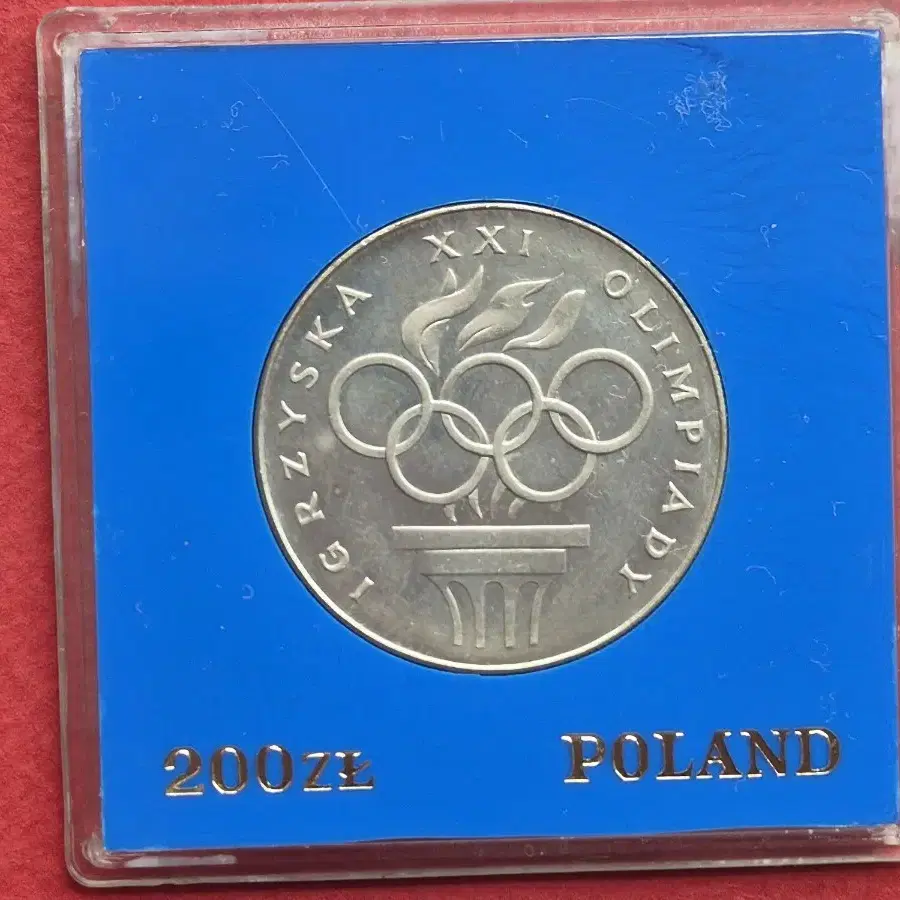 IGRZYSKA XXI OLIMPIADY
200ZŁ POLAND